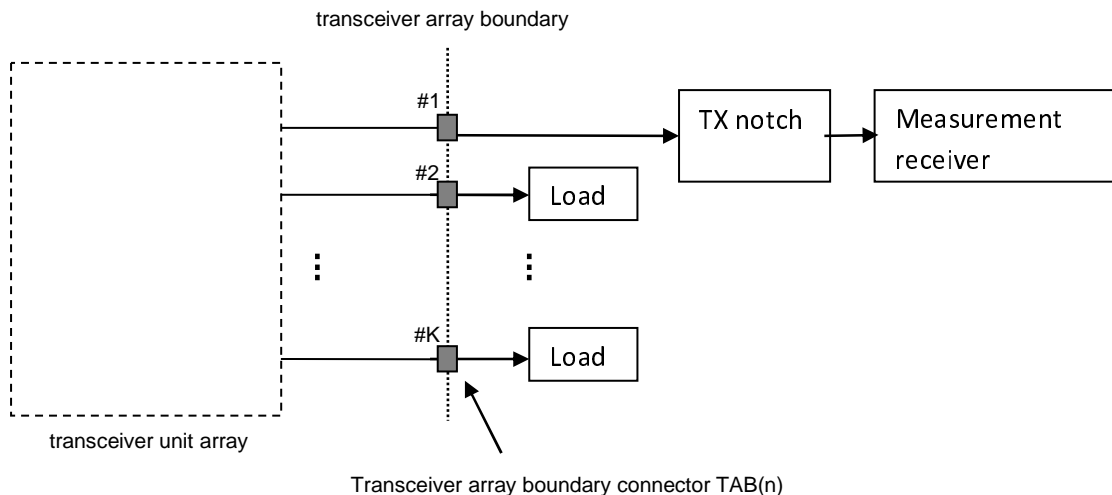 transceiver array boundary
#1
TX notch
Measurement
receiver
#2
Load
#K
Load
transceiver unit array
Transceiver array boundary connector TAB(n)